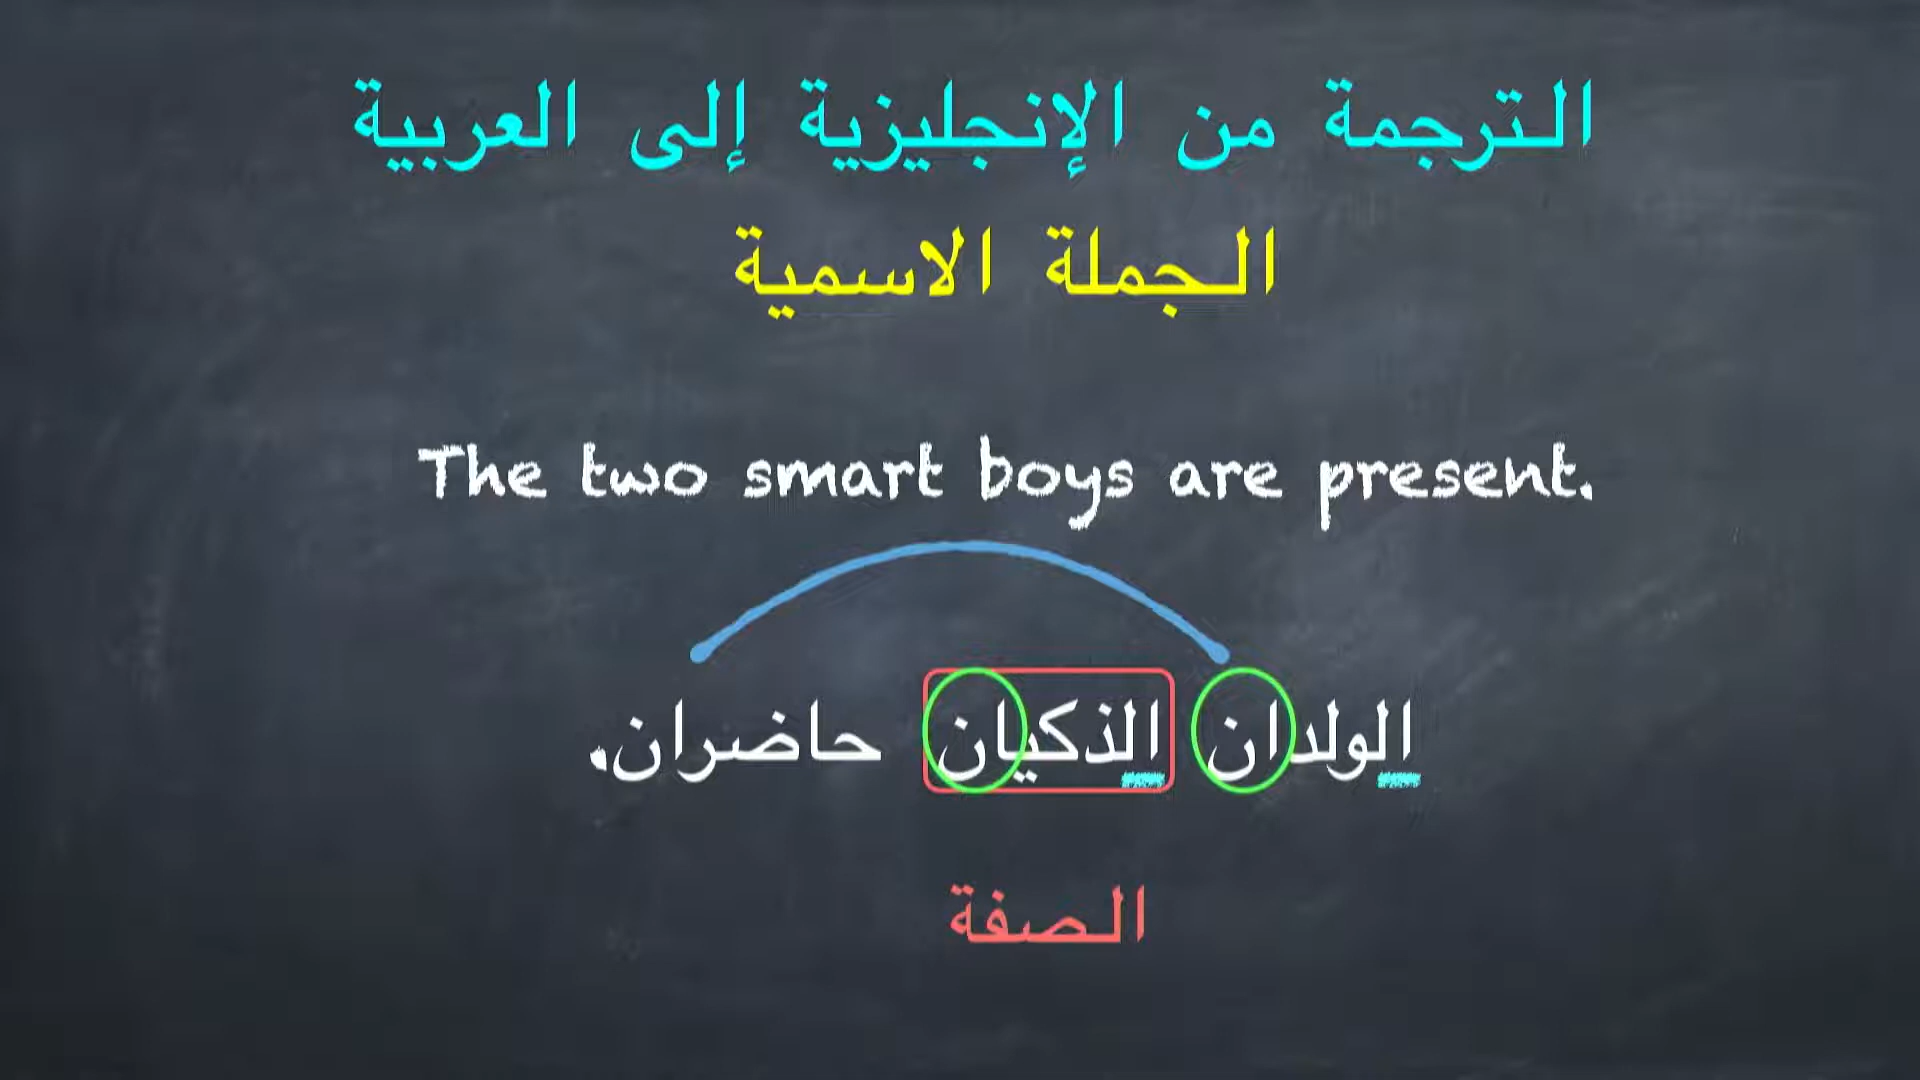 الترجمة من الإنجليزية إلى العربية
الجملة الاسمية
The two smart boys are present.
الولدان الذكيان حاضران.
الصفة